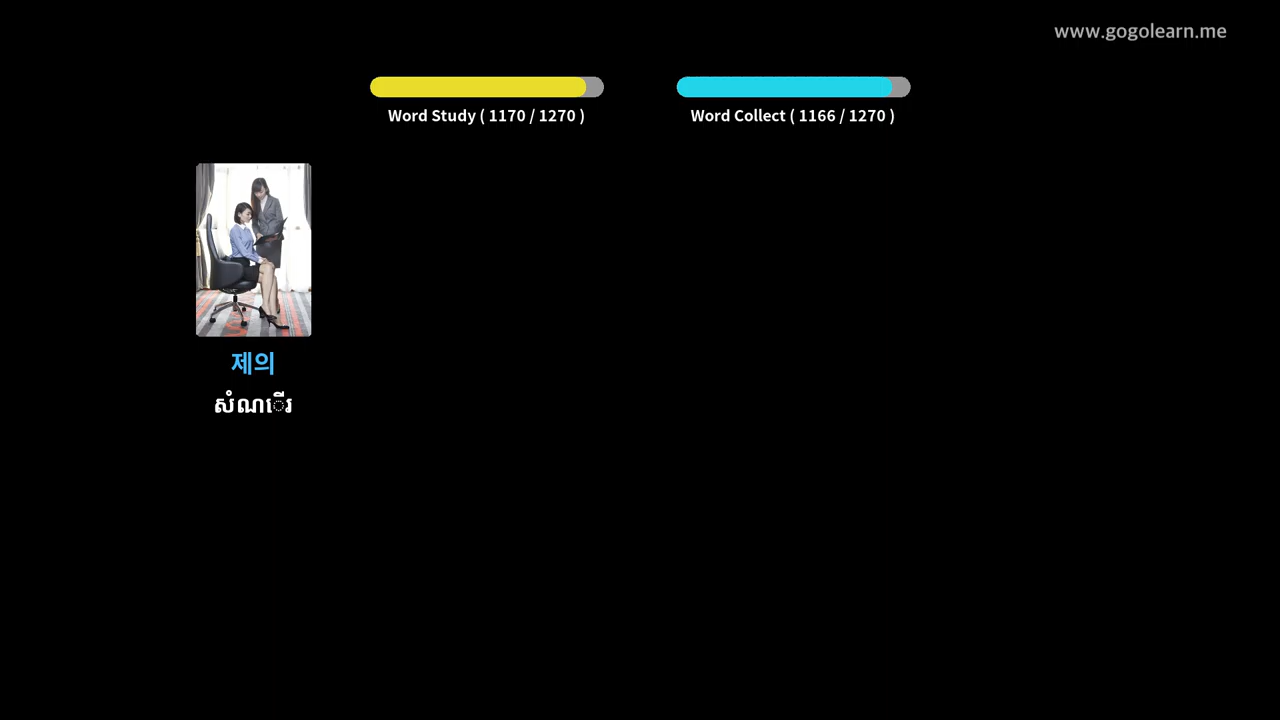 www.gogolearn.me
Word Study ( 1170 / 1270 )
Word Collect ( 1166 / 1270 )
제의
សំណើរ